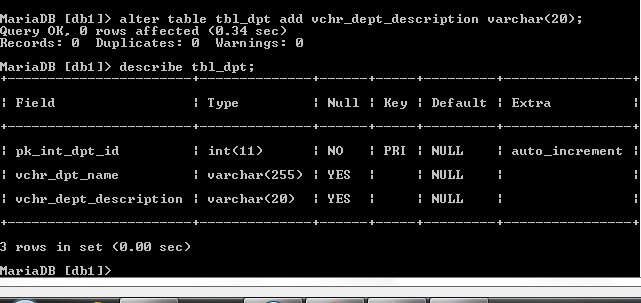 MariaDB [db1]> alter table tbl_dpt add vchr_dept_description varchar(20);
Query OK, 0 rows affected (0.34 sec)
Records: 0  Duplicates: 0  Warnings: 0
MariaDB [db1]> describe tbl_dpt;
+-----------------------+--------------+------+-----+---------+----------------+
| Field                 | Type         | Null | Key | Default | Extra          |
+-----------------------+--------------+------+-----+---------+----------------+
| pk_int_dpt_id         | int(11)      | NO   | PRI | NULL    | auto_increment |
| vchr_dpt_name         | varchar(255) | YES  |     | NULL    |                |
| vchr_dept_description | varchar(20)  | YES  |     | NULL    |                |
+-----------------------+--------------+------+-----+---------+----------------+
3 rows in set (0.00 sec)
MariaDB [db1]>